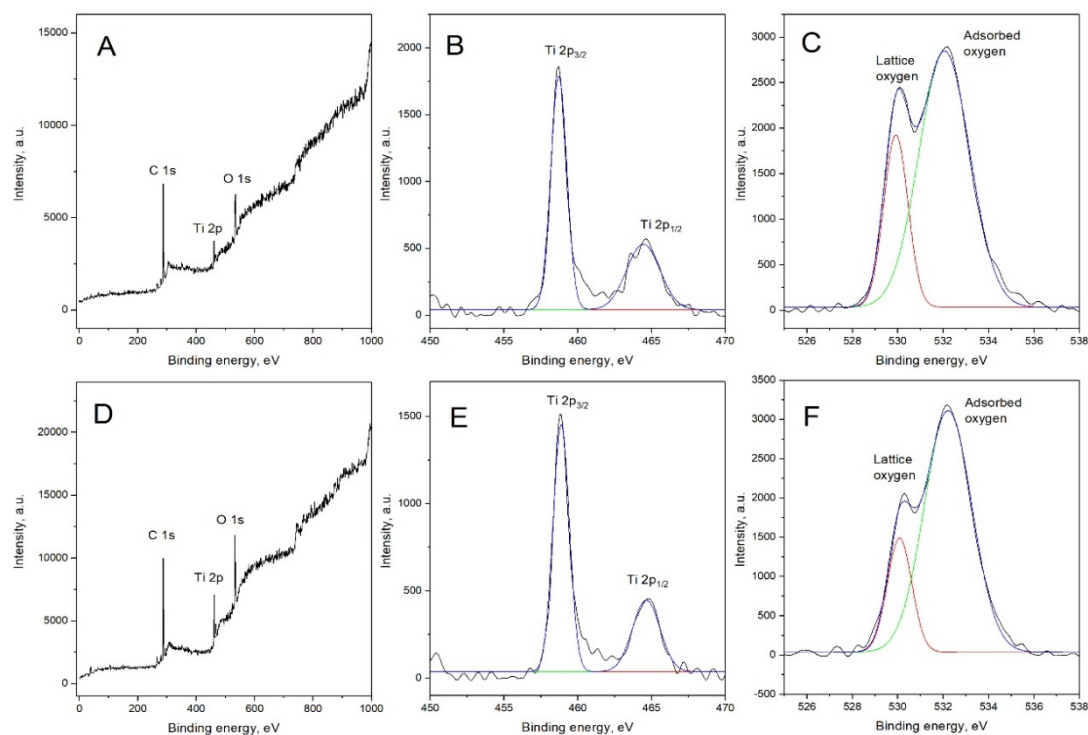 A
15000
10000
5000
0
Intensity, a.u.
C 1s
Ti 2p
O 1s
0 200 400 600 800 1000
Binding energy, eV
B
2000
1500
1000
500
0
Intensity, a.u.
Ti 2p3/2
Ti 2p1/2
450 455 460 465 470
Binding energy, eV
C
3000
2500
2000
1500
1000
500
0
Intensity, a.u.
Lattice
oxygen
Adsorbed
oxygen
526 528 530 532 534 536 538
Binding energy, eV
D
20000
15000
10000
5000
0
Intensity, a.u.
C 1s
Ti 2p
O 1s
0 200 400 600 800 1000
Binding energy, eV
E
1500
1000
500
0
Intensity, a.u.
Ti 2p3/2
Ti 2p1/2
450 455 460 465 470
Binding energy, eV
F
3500
3000
2500
2000
1500
1000
500
0
-500
Intensity, a.u.
Lattice
oxygen
Adsorbed
oxygen
526 528 530 532 534 536 538
Binding energy, eV